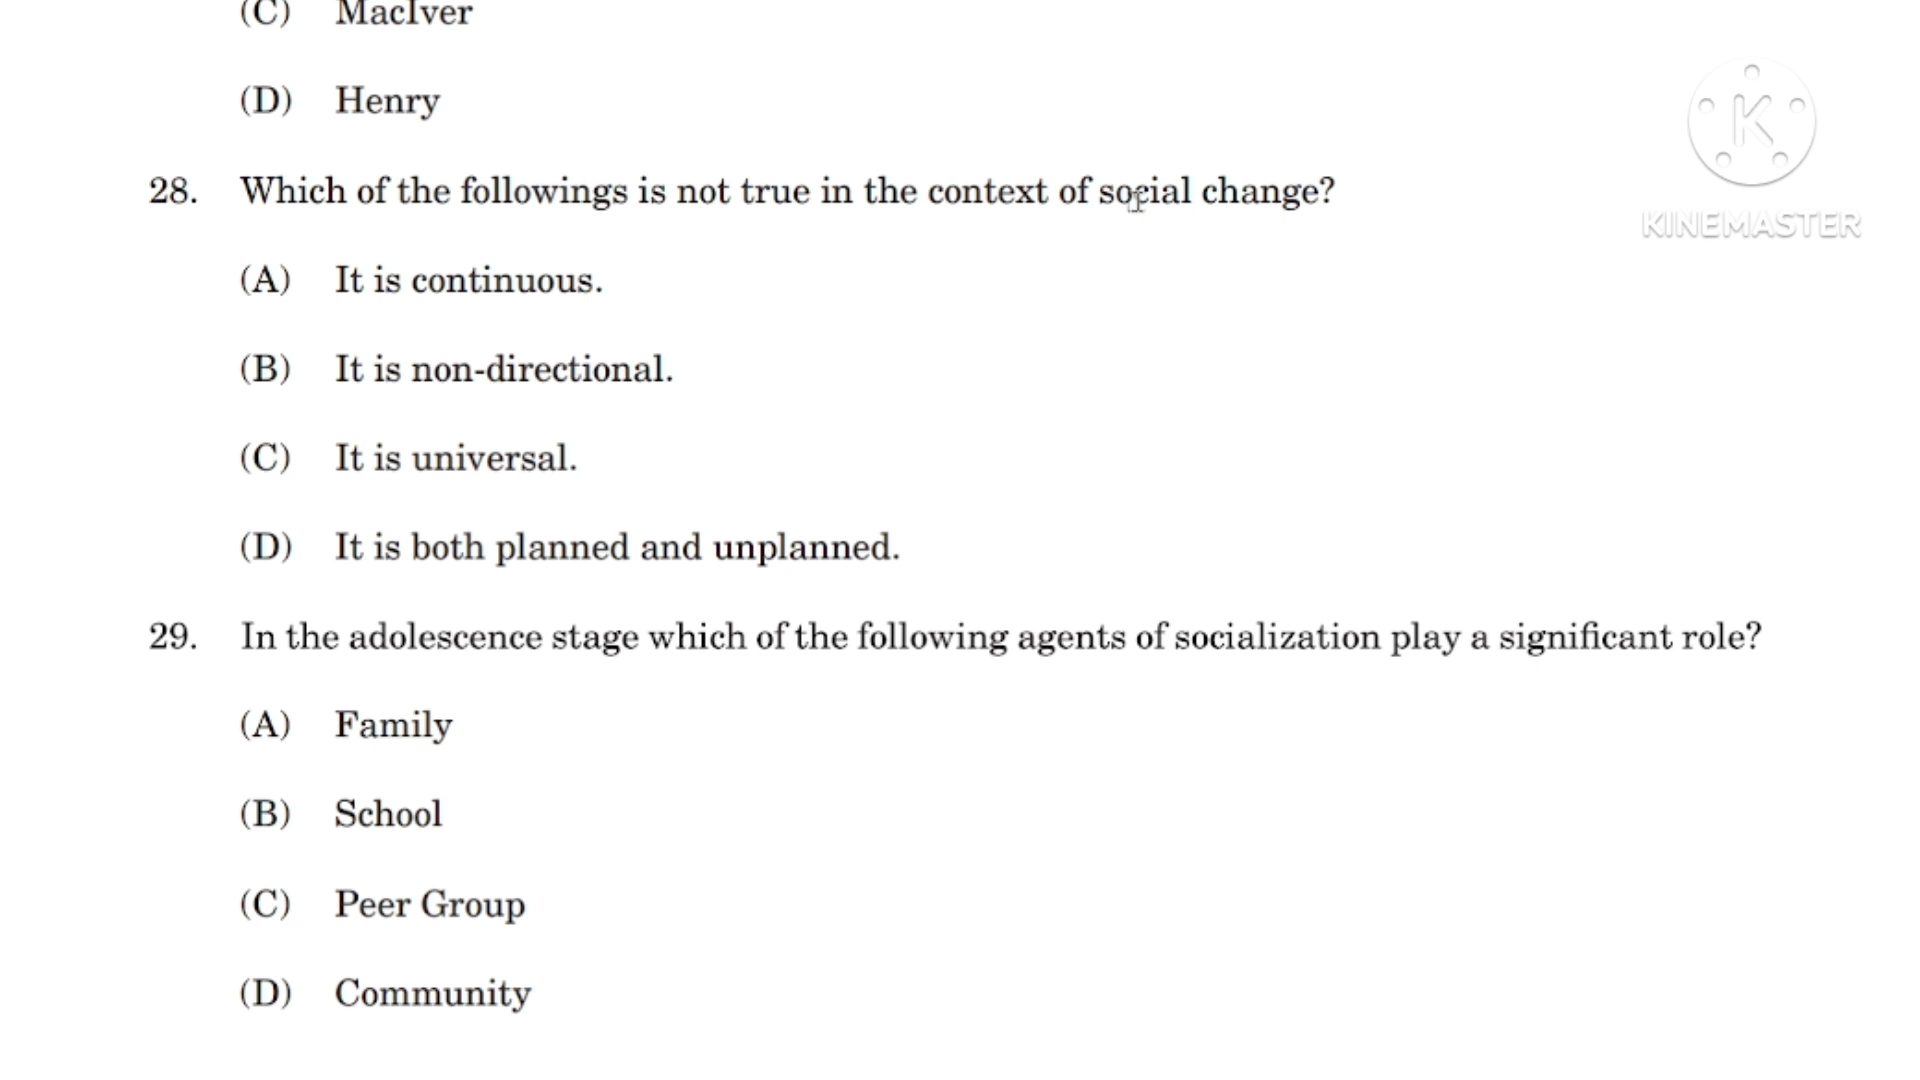 (C) MacIver
(D) Henry
28. Which of the followings is not true in the context of social change?
(A) It is continuous.
(B) It is non-directional.
(C) It is universal.
(D) It is both planned and unplanned.
29. In the adolescence stage which of the following agents of socialization play a significant role?
(A) Family
(B) School
(C) Peer Group
(D) Community
K
KINEMASTER